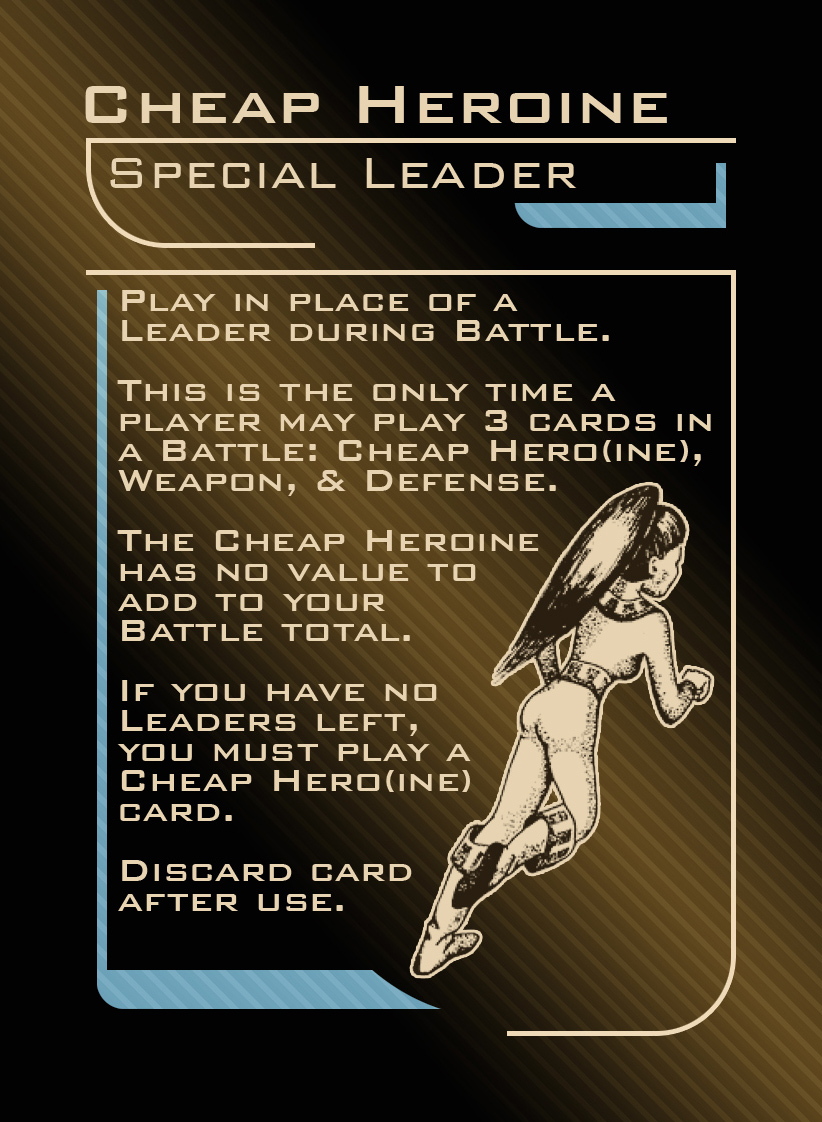 Cheap Heroine
Special Leader
Play in place of a
Leader during Battle.
This is the only time a
player may play 3 cards in
a Battle: Cheap Hero(ine),
Weapon, & Defense.
The Cheap Heroine
has no value to
add to your
Battle total.
If you have no
Leaders left,
you must play a
Cheap Hero(ine)
card.
Discard card
after use.